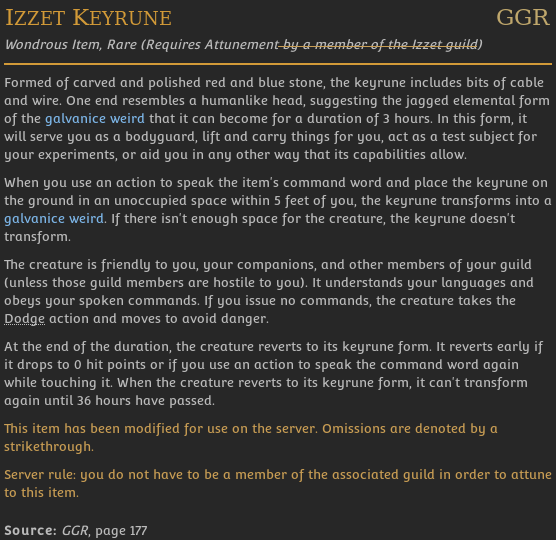 Izzet Keyrune GGR
Wondrous Item, Rare (Requires Attunement by a member of the Izzet guild)
Formed of carved and polished red and blue stone, the keyrune includes bits of cable
and wire. One end resembles a humanlike head, suggesting the jagged elemental form
of the galvanice weird that it can become for a duration of 3 hours. In this form, it
will serve you as a bodyguard, lift and carry things for you, act as a test subject for
your experiments, or aid you in any other way that its capabilities allow.
When you use an action to speak the item's command word and place the keyrune on
the ground in an unoccupied space within 5 feet of you, the keyrune transforms into a
galvanice weird. If there isn't enough space for the creature, the keyrune doesn't
transform.
The creature is friendly to you, your companions, and other members of your guild
(unless those guild members are hostile to you). It understands your languages and
obeys your spoken commands. If you issue no commands, the creature takes the
Dodge action and moves to avoid danger.
At the end of the duration, the creature reverts to its keyrune form. It reverts early if
it drops to 0 hit points or if you use an action to speak the command word again
while touching it. When the creature reverts to its keyrune form, it can't transform
again until 36 hours have passed.
This item has been modified for use on the server. Omissions are denoted by a
strikethrough.
Server rule: you do not have to be a member of the associated guild in order to attune
to this item.
Source: GGR, page 177